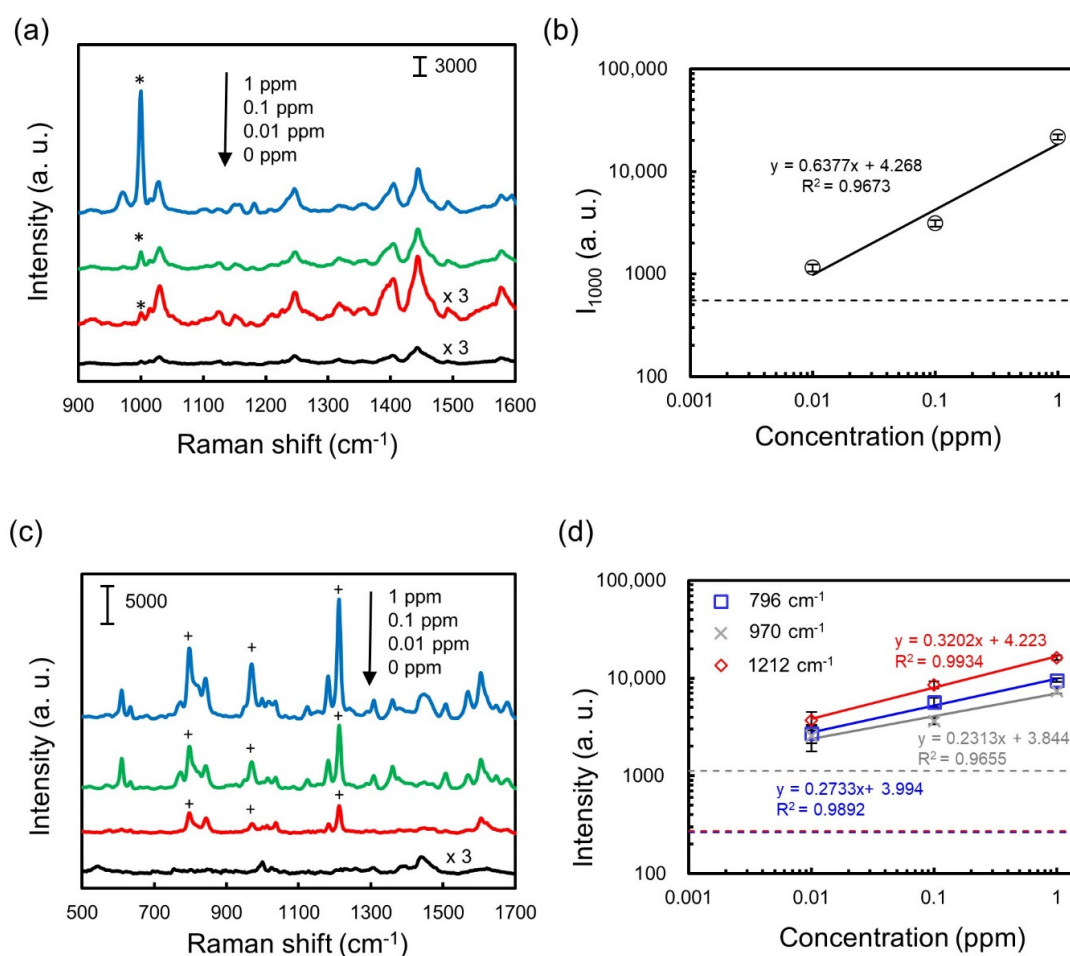 (a)
3000
*
1 ppm
0.1 ppm
0.01 ppm
0 ppm
*
*
x 3
x 3
Intensity (a. u.)
900 1000 1100 1200 1300 1400 1500 1600
Raman shift (cm⁻¹)
(b)
100,000
10,000
1000
100
y = 0.6377x + 4.268
R² = 0.9673
I₁₀₀₀ (a. u.)
0.001 0.01 0.1 1
Concentration (ppm)
(c)
5000
1 ppm
0.1 ppm
0.01 ppm
0 ppm
+ + +
+ + +
+ + +
x 3
Intensity (a. u.)
500 700 900 1100 1300 1500 1700
Raman shift (cm⁻¹)
(d)
100,000
10,000
1000
100
796 cm⁻¹
970 cm⁻¹
1212 cm⁻¹
y = 0.3202x + 4.223
R² = 0.9934
y = 0.2313x + 3.844
R² = 0.9655
y = 0.2733x+ 3.994
R² = 0.9892
Intensity (a. u.)
0.001 0.01 0.1 1
Concentration (ppm)